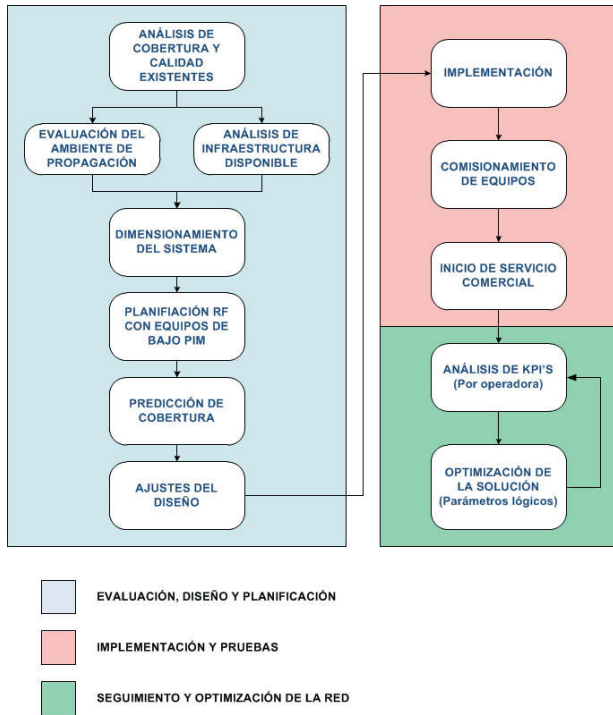 ANÁLISIS DE
COBERTURA Y
CALIDAD
EXISTENTES
EVALUACIÓN DEL
AMBIENTE DE
PROPAGACIÓN
ANÁLISIS DE
INFRAESTRUCTURA
DISPONIBLE
DIMENSIONAMIENTO
DEL SISTEMA
PLANIFIACIÓN RF
CON EQUIPOS DE
BAJO PIM
PREDICCIÓN DE
COBERTURA
AJUSTES DEL
DISEÑO
IMPLEMENTACIÓN
COMISIONAMIENTO
DE EQUIPOS
INICIO DE SERVICIO
COMERCIAL
ANÁLISIS DE KPI'S
(Por operadora)
OPTIMIZACIÓN DE
LA SOLUCIÓN
(Parámetros lógicos)
EVALUACIÓN, DISEÑO Y PLANIFICACIÓN
IMPLEMENTACIÓN Y PRUEBAS
SEGUIMIENTO Y OPTIMIZACIÓN DE LA RED